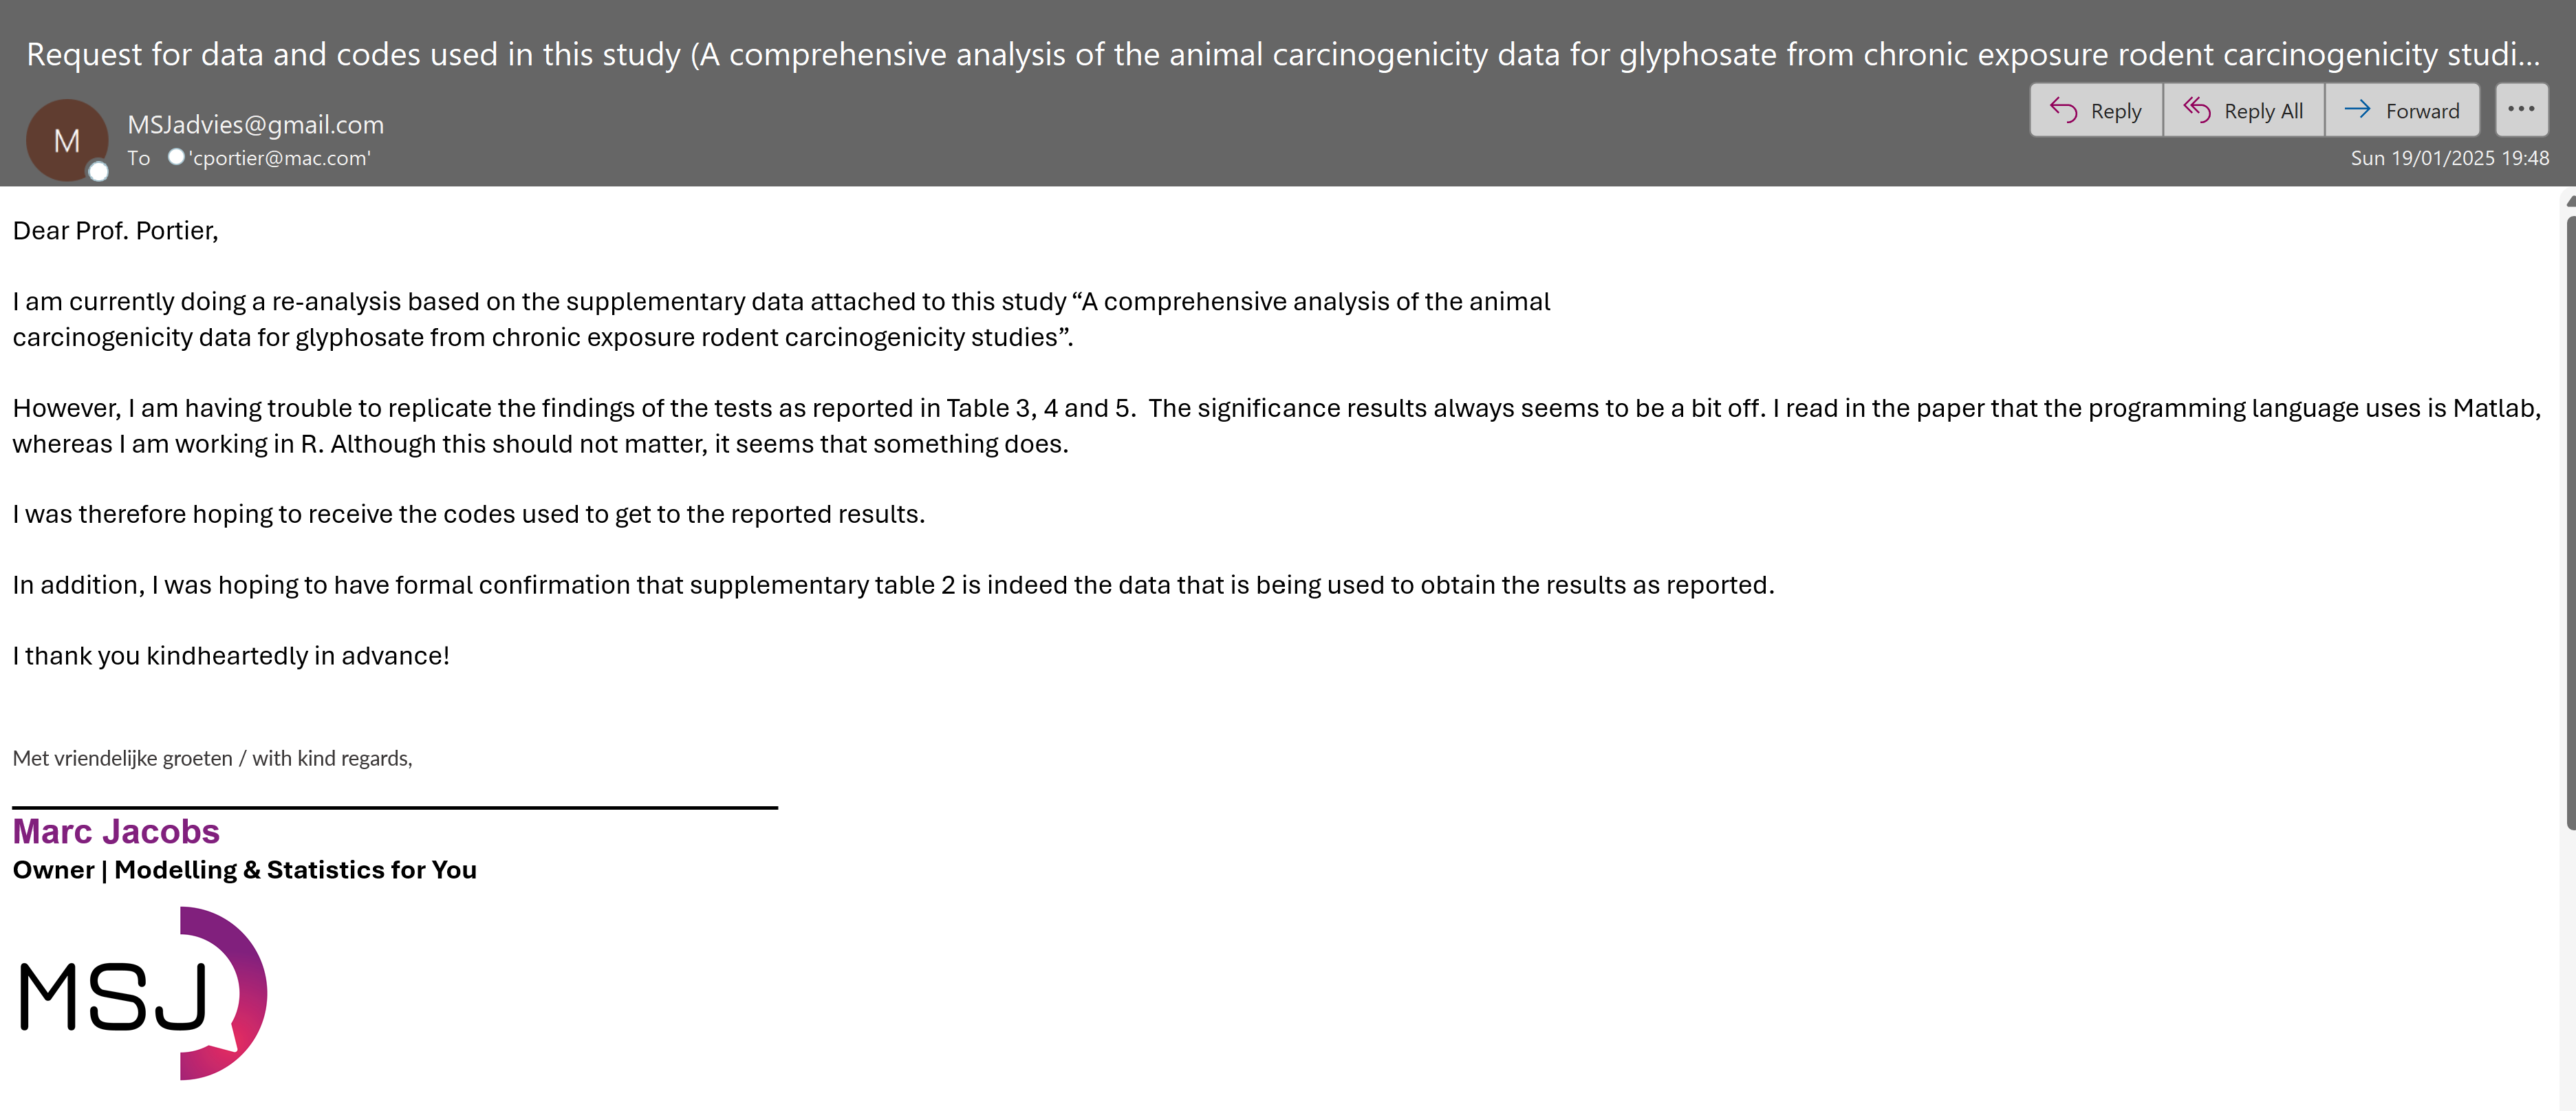 Request for data and codes used in this study (A comprehensive analysis of the animal carcinogenicity data for glyphosate from chronic exposure rodent carcinogenicity studi...
M
MSJadvies@gmail.com
To 'cportier@mac.com'
Reply
Reply All
Forward
Sun 19/01/2025 19:48
Dear Prof. Portier,
I am currently doing a re-analysis based on the supplementary data attached to this study “A comprehensive analysis of the animal
carcinogenicity data for glyphosate from chronic exposure rodent carcinogenicity studies”.
However, I am having trouble to replicate the findings of the tests as reported in Table 3, 4 and 5.  The significance results always seems to be a bit off. I read in the paper that the programming language uses is Matlab,
whereas I am working in R. Although this should not matter, it seems that something does.
I was therefore hoping to receive the codes used to get to the reported results.
In addition, I was hoping to have formal confirmation that supplementary table 2 is indeed the data that is being used to obtain the results as reported.
I thank you kindheartedly in advance!
Met vriendelijke groeten / with kind regards,
Marc Jacobs
Owner | Modelling & Statistics for You
MSJ